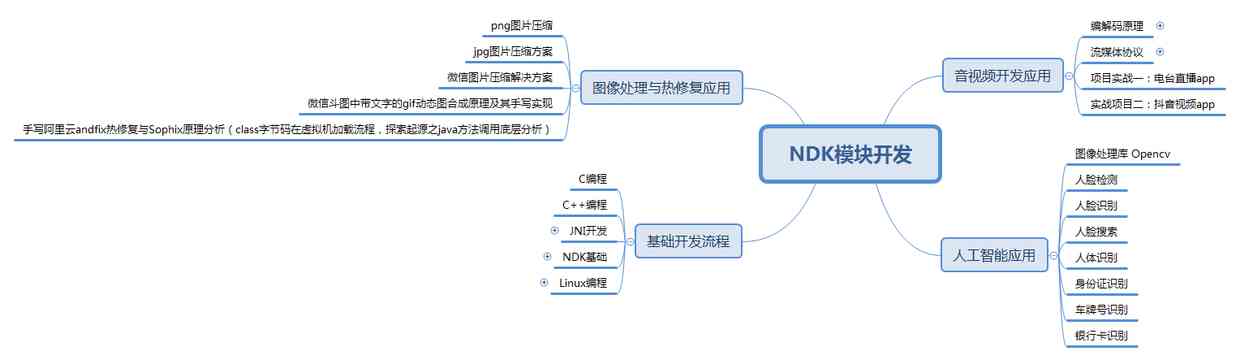 NDK模块开发
图像处理与热修复应用
png图片压缩
jpg图片压缩方案
微信图片压缩解决方案
微信斗图中带文字的gif动态图合成原理及其手写实现
手写阿里云andfix热修复与Sophix原理分析（class字节码在虚拟机加载流程，探索起源之java方法调用底层分析）
基础开发流程
C编程
C++编程
JNI开发
NDK基础
Linux编程
音视频开发应用
编解码原理
流媒体协议
项目实战一：电台直播app
实战项目二：抖音视频app
人工智能应用
图像处理库 Opencv
人脸检测
人脸识别
人脸搜索
人体识别
身份证识别
车牌号识别
银行卡识别